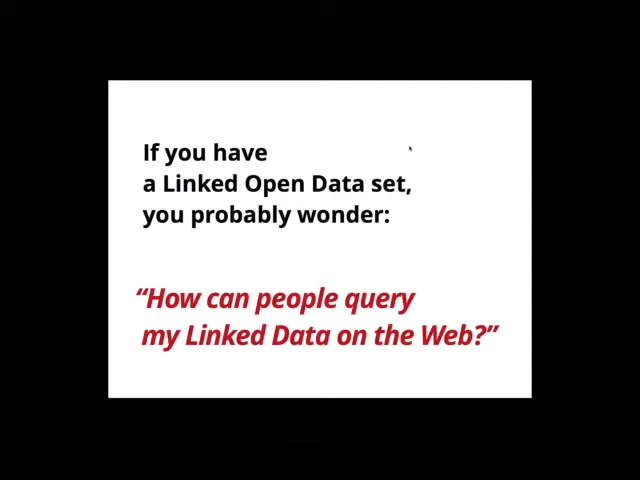 If you have
a Linked Open Data set,
you probably wonder:
“How can people query
my Linked Data on the Web?”